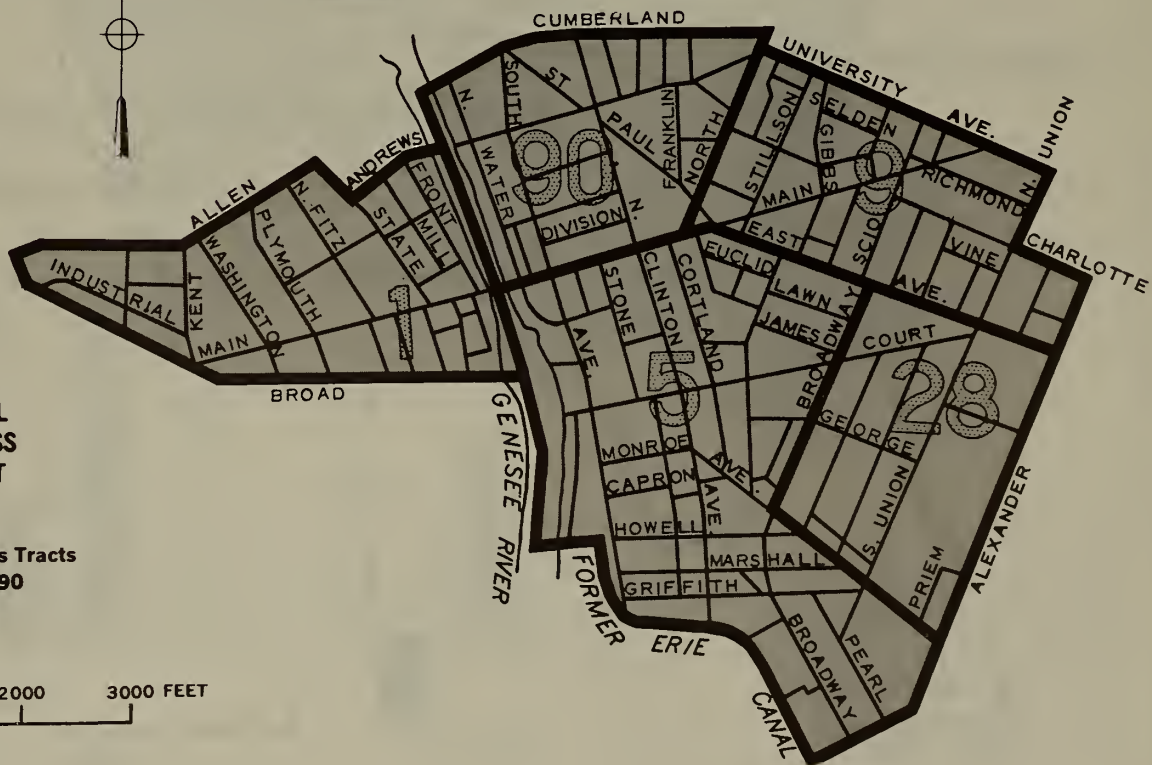 CUMBERLAND
UNIVERSITY AVE.
N. UNION
CHARLOTTE
ALEXANDER
ALLEN
ANDREWS
N. WATER
SOUTH
ST PAUL
N.
FRANKLIN
NORTH
DIVISION
90
STILLSON
SELDEN
GIBBS
MAIN
SCIO
9
RICHMOND
VINE
EAST AVE.
INDUSTRIAL
KENT
WASHINGTON
PLYMOUTH
N. FITZ
STATE
FRONT
MILL
MAIN
1
BROAD
GENESEE RIVER
STONE
AVE.
CLINTON
CORTLAND
EUCLID
LAWN
JAMES
BROADWAY
5
MONROE AVE.
CAPRON
AVE.
HOWELL
MARSHALL
GRIFFITH
BROADWAY
PEARL
COURT
GEORGE
28
S. UNION
PRIEM
FORMER ERIE CANAL
L
SS
T
s Tracts
90
2000 3000 FEET